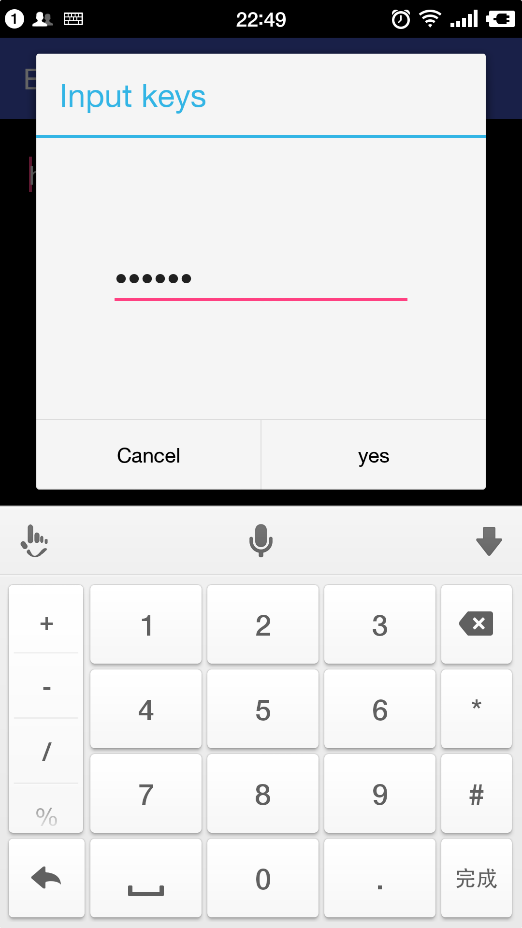 1 22:49
E
Input keys
••••••
Cancel yes
+ 1 2 3
- 4 5 6 *
/ 7 8 9 #
%
0 . 完成